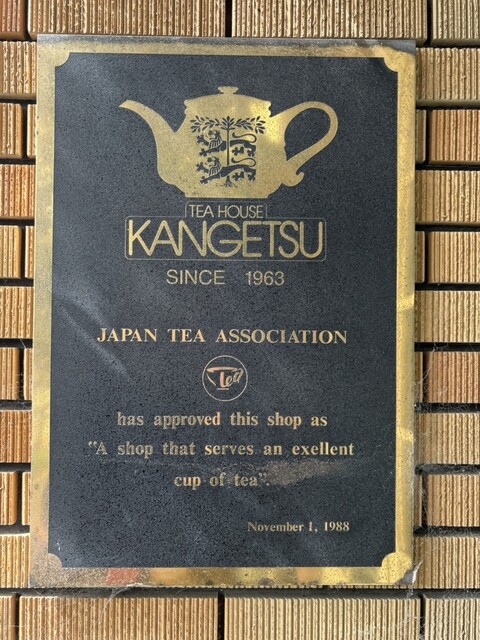 TEA HOUSE
KANGETSU
SINCE 1963
JAPAN TEA ASSOCIATION
Tea
has approved this shop as
"A shop that serves an exellent
cup of tea".
November 1, 1988